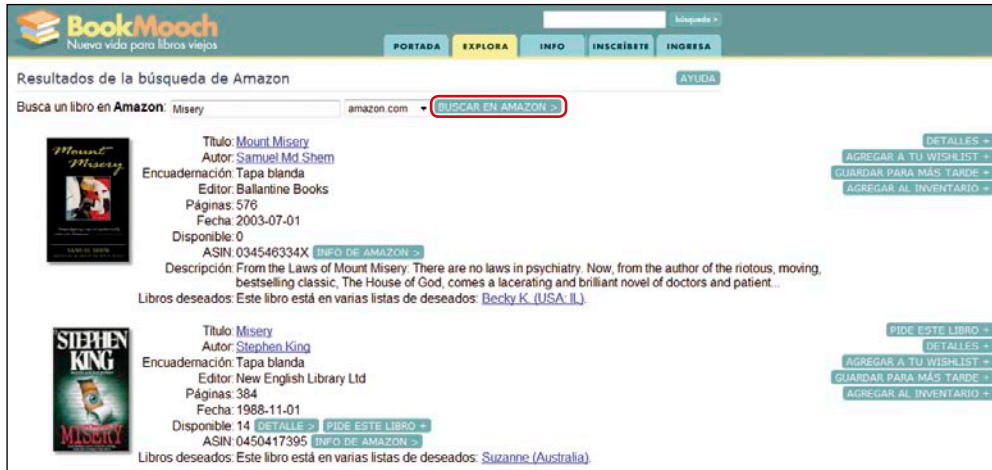 BookMooch
Nueva vida para libros viejos
búsqueda >
PORTADA EXPLORA INFO INSCRÍBETE INGRESA
Resultados de la búsqueda de Amazon
AYUDA
Busca un libro en Amazon: Misery amazon.com BUSCAR EN AMAZON >
Mount Misery
SAMUEL SHEM
Título: Mount Misery
Autor: Samuel Md Shem
Encuadernación: Tapa blanda
Editor: Ballantine Books
Páginas: 576
Fecha: 2003-07-01
Disponible: 0
ASIN: 034546334X INFO DE AMAZON >
Descripción: From the Laws of Mount Misery: There are no laws in psychiatry. Now, from the author of the riotous, moving,
bestselling classic, The House of God, comes a lacerating and brilliant novel of doctors and patient...
Libros deseados: Este libro está en varias listas de deseados: Becky K. (USA: IL).
DETALLES +
AGREGAR A TU WISHLIST +
GUARDAR PARA MÁS TARDE +
AGREGAR AL INVENTARIO +
STEPHEN
KING
MISERY
Título: Misery
Autor: Stephen King
Encuadernación: Tapa blanda
Editor: New English Library Ltd
Páginas: 384
Fecha: 1988-11-01
Disponible: 14 DETALLE > PIDE ESTE LIBRO +
ASIN: 0450417395 INFO DE AMAZON >
Libros deseados: Este libro está en varias listas de deseados: Suzanne (Australia).
PIDE ESTE LIBRO +
DETALLES +
AGREGAR A TU WISHLIST +
GUARDAR PARA MÁS TARDE +
AGREGAR AL INVENTARIO +